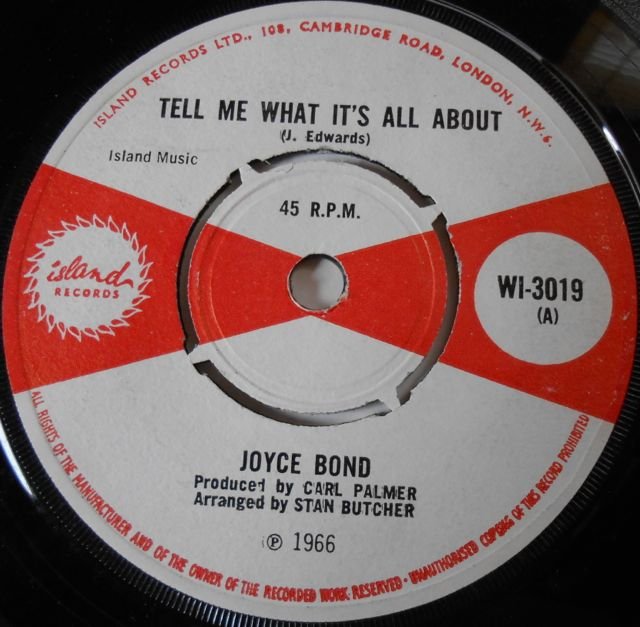 ISLAND RECORDS LTD., 108, CAMBRIDGE ROAD, LONDON, N.W.6.
TELL ME WHAT IT'S ALL ABOUT
(J. Edwards)
Island Music
45 R.P.M.
island
RECORDS
WI-3019
(A)
JOYCE BOND
Produced by CARL PALMER
Arranged by STAN BUTCHER
℗ 1966
ALL RIGHTS OF THE MANUFACTURER AND OF THE OWNER OF THE RECORDED WORK RESERVED · UNAUTHORISED COPYING OF THIS RECORD PROHIBITED